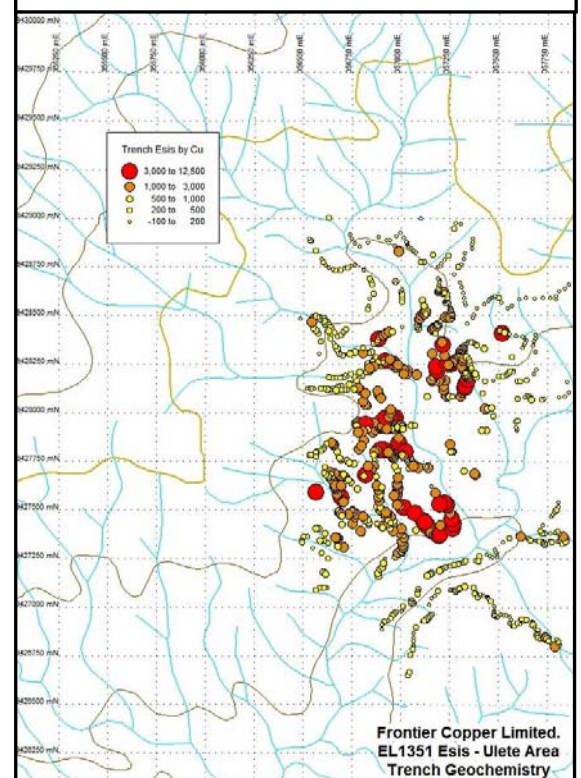 9430000 mN
9429750 mN
9429500 mN
9429250 mN
9429000 mN
9428750 mN
9428500 mN
9428250 mN
9428000 mN
9427750 mN
9427500 mN
9427250 mN
9427000 mN
9426750 mN
9426500 mN
9426250 mN
356000 mE
Trench Esis by Cu
3,000 to 12,500
1,000 to 3,000
500 to 1,000
200 to 500
-100 to 200
Frontier Copper Limited.
EL1351 Esis - Ulete Area
Trench Geochemistry